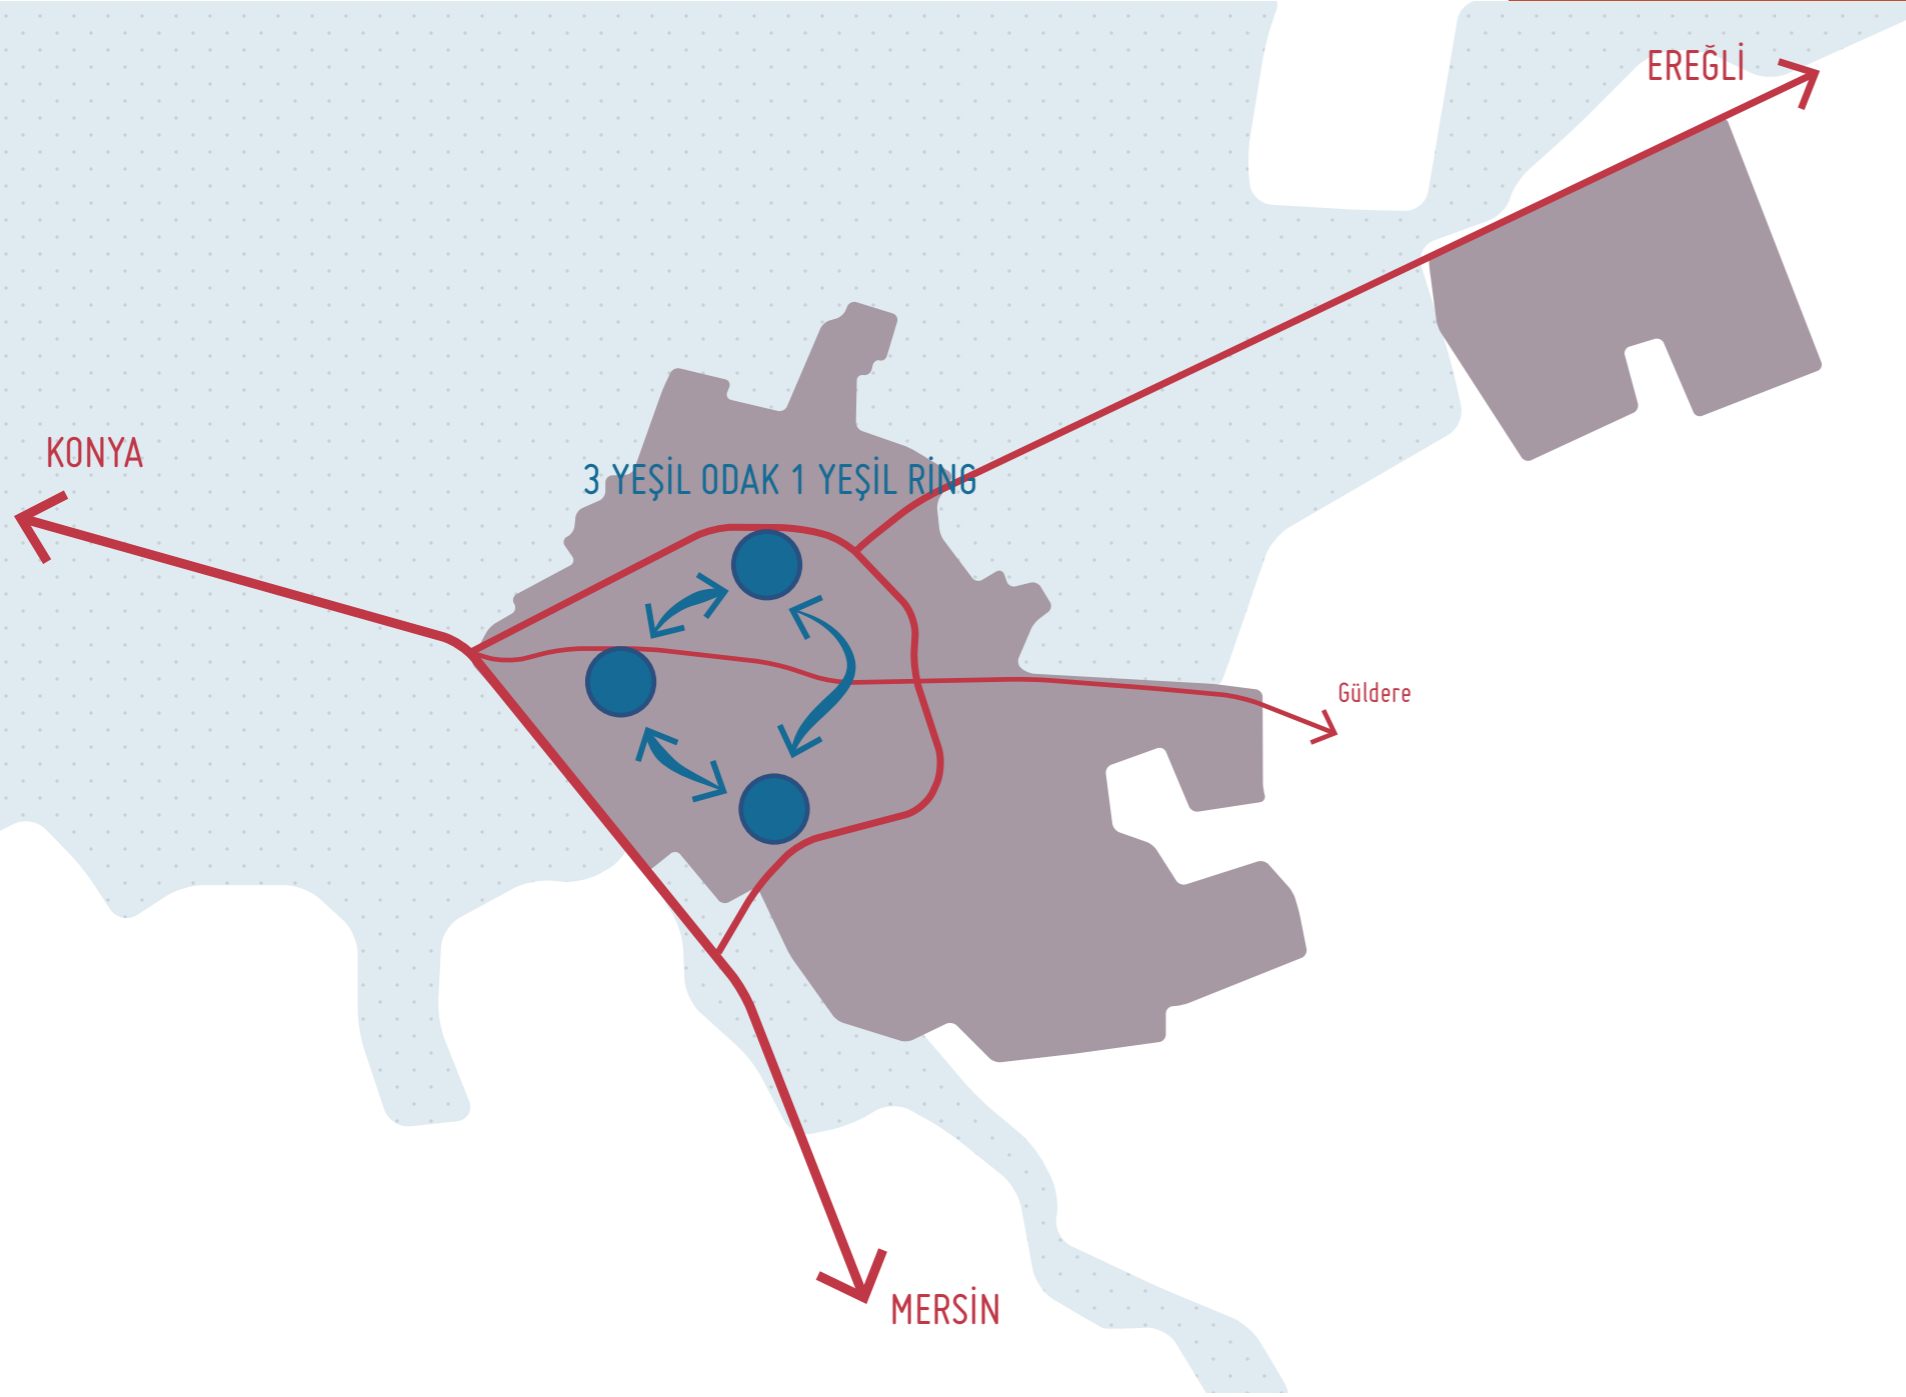 EREĞLİ
KONYA
3 YEŞİL ODAK 1 YEŞİL RİNG
Güldere
MERSİN